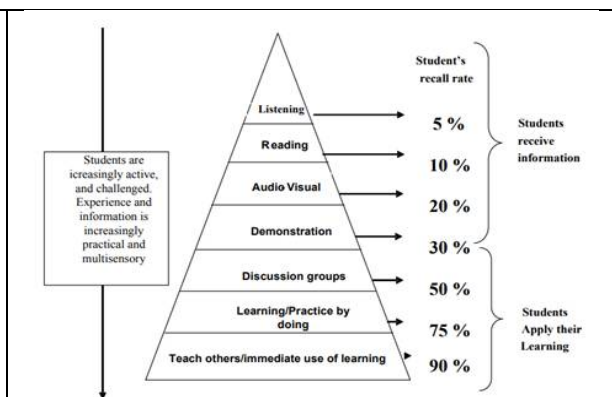 Student's
recall rate
Listening
5 %
Reading
10 %
Audio Visual
20 %
Demonstration
30 %
Discussion groups
50 %
Learning/Practice by
doing
75 %
Teach others/immediate use of learning
90 %
Students
receive
information
Students
Apply their
Learning
Students are
icreasingly active,
and challenged.
Experience and
information is
increasingly
practical and
multisensory